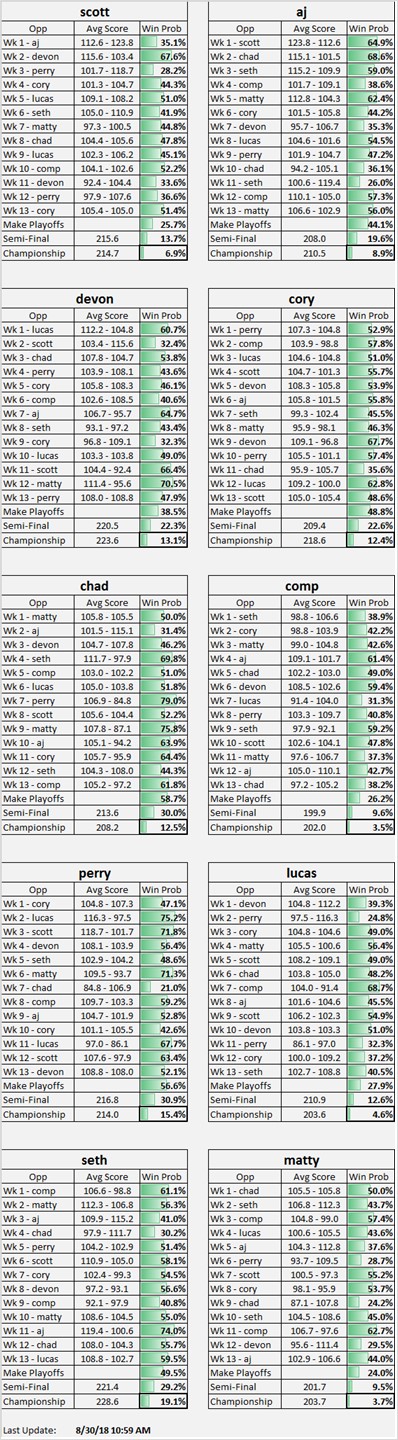 scott
Opp Avg Score Win Prob
Wk 1 - aj 112.6 - 123.8 35.1%
Wk 2 - devon 115.6 - 103.4 67.6%
Wk 3 - perry 101.7 - 118.7 28.2%
Wk 4 - cory 101.3 - 104.7 44.3%
Wk 5 - lucas 109.1 - 108.2 51.0%
Wk 6 - seth 105.0 - 110.9 41.9%
Wk 7 - matty 97.3 - 100.5 44.8%
Wk 8 - chad 104.4 - 105.6 47.8%
Wk 9 - lucas 102.3 - 106.2 45.1%
Wk 10 - comp 104.1 - 102.6 52.2%
Wk 11 - devon 92.4 - 104.4 33.6%
Wk 12 - perry 97.9 - 107.6 36.6%
Wk 13 - cory 105.4 - 105.0 51.4%
Make Playoffs 25.7%
Semi-Final 215.6 13.7%
Championship 214.7 6.9%
aj
Opp Avg Score Win Prob
Wk 1 - scott 123.8 - 112.6 64.9%
Wk 2 - chad 115.1 - 101.5 68.6%
Wk 3 - seth 115.2 - 109.9 59.0%
Wk 4 - comp 101.7 - 109.1 38.6%
Wk 5 - matty 112.8 - 104.3 62.4%
Wk 6 - cory 101.5 - 105.8 44.2%
Wk 7 - devon 95.7 - 106.7 35.3%
Wk 8 - lucas 104.6 - 101.6 54.5%
Wk 9 - perry 101.9 - 104.7 47.2%
Wk 10 - chad 94.2 - 105.1 36.1%
Wk 11 - seth 100.6 - 119.4 26.0%
Wk 12 - comp 110.1 - 105.0 57.3%
Wk 13 - matty 106.6 - 102.9 56.0%
Make Playoffs 44.1%
Semi-Final 208.0 19.6%
Championship 210.5 8.9%
devon
Opp Avg Score Win Prob
Wk 1 - lucas 112.2 - 104.8 60.7%
Wk 2 - scott 103.4 - 115.6 32.4%
Wk 3 - chad 107.8 - 104.7 53.8%
Wk 4 - perry 103.9 - 108.1 43.6%
Wk 5 - cory 105.8 - 108.3 46.1%
Wk 6 - comp 102.6 - 108.5 40.6%
Wk 7 - aj 106.7 - 95.7 64.7%
Wk 8 - seth 93.1 - 97.2 43.4%
Wk 9 - cory 96.8 - 109.1 32.3%
Wk 10 - lucas 103.3 - 103.8 49.0%
Wk 11 - scott 104.4 - 92.4 66.4%
Wk 12 - matty 111.4 - 95.6 70.5%
Wk 13 - perry 108.0 - 108.8 47.9%
Make Playoffs 38.5%
Semi-Final 220.5 22.3%
Championship 223.6 13.1%
cory
Opp Avg Score Win Prob
Wk 1 - perry 107.3 - 104.8 52.9%
Wk 2 - comp 103.9 - 98.8 57.8%
Wk 3 - lucas 104.6 - 104.8 51.0%
Wk 4 - scott 104.7 - 101.3 55.7%
Wk 5 - devon 108.3 - 105.8 53.9%
Wk 6 - aj 105.8 - 101.5 55.8%
Wk 7 - seth 99.3 - 102.4 45.5%
Wk 8 - matty 95.9 - 98.1 46.3%
Wk 9 - devon 109.1 - 96.8 67.7%
Wk 10 - perry 105.5 - 101.1 57.4%
Wk 11 - chad 95.9 - 105.7 35.6%
Wk 12 - lucas 109.2 - 100.0 62.8%
Wk 13 - scott 105.0 - 105.4 48.6%
Make Playoffs 48.8%
Semi-Final 209.4 22.6%
Championship 218.6 12.4%
chad
Opp Avg Score Win Prob
Wk 1 - matty 105.8 - 105.5 50.0%
Wk 2 - aj 101.5 - 115.1 31.4%
Wk 3 - devon 104.7 - 107.8 46.2%
Wk 4 - seth 111.7 - 97.9 69.8%
Wk 5 - comp 103.0 - 102.2 51.0%
Wk 6 - lucas 105.0 - 103.8 51.8%
Wk 7 - perry 106.9 - 84.8 79.0%
Wk 8 - scott 105.6 - 104.4 52.2%
Wk 9 - matty 107.8 - 87.1 75.8%
Wk 10 - aj 105.1 - 94.2 63.9%
Wk 11 - cory 105.7 - 95.9 64.4%
Wk 12 - seth 104.3 - 108.0 44.3%
Wk 13 - comp 105.2 - 97.2 61.8%
Make Playoffs 58.7%
Semi-Final 213.6 30.0%
Championship 208.2 12.5%
comp
Opp Avg Score Win Prob
Wk 1 - seth 98.8 - 106.6 38.9%
Wk 2 - cory 98.8 - 103.9 42.2%
Wk 3 - matty 99.0 - 104.8 42.6%
Wk 4 - aj 109.1 - 101.7 61.4%
Wk 5 - chad 102.2 - 103.0 49.0%
Wk 6 - devon 108.5 - 102.6 59.4%
Wk 7 - lucas 91.4 - 104.0 31.3%
Wk 8 - perry 103.3 - 109.7 40.8%
Wk 9 - seth 97.9 - 92.1 59.2%
Wk 10 - scott 102.6 - 104.1 47.8%
Wk 11 - matty 97.6 - 106.7 37.3%
Wk 12 - aj 105.0 - 110.1 42.7%
Wk 13 - chad 97.2 - 105.2 38.2%
Make Playoffs 26.2%
Semi-Final 199.9 9.6%
Championship 202.0 3.5%
perry
Opp Avg Score Win Prob
Wk 1 - cory 104.8 - 107.3 47.1%
Wk 2 - lucas 116.3 - 97.5 75.2%
Wk 3 - scott 118.7 - 101.7 71.8%
Wk 4 - devon 108.1 - 103.9 56.4%
Wk 5 - seth 102.9 - 104.2 48.6%
Wk 6 - matty 109.5 - 93.7 71.3%
Wk 7 - chad 84.8 - 106.9 21.0%
Wk 8 - comp 109.7 - 103.3 59.2%
Wk 9 - aj 104.7 - 101.9 52.8%
Wk 10 - cory 101.1 - 105.5 42.6%
Wk 11 - lucas 97.0 - 86.1 67.7%
Wk 12 - scott 107.6 - 97.9 63.4%
Wk 13 - devon 108.8 - 108.0 52.1%
Make Playoffs 56.6%
Semi-Final 216.8 30.9%
Championship 214.0 15.4%
lucas
Opp Avg Score Win Prob
Wk 1 - devon 104.8 - 112.2 39.3%
Wk 2 - perry 97.5 - 116.3 24.8%
Wk 3 - cory 104.8 - 104.6 49.0%
Wk 4 - matty 105.5 - 100.6 56.4%
Wk 5 - scott 108.2 - 109.1 49.0%
Wk 6 - chad 103.8 - 105.0 48.2%
Wk 7 - comp 104.0 - 91.4 68.7%
Wk 8 - aj 101.6 - 104.6 45.5%
Wk 9 - scott 106.2 - 102.3 54.9%
Wk 10 - devon 103.8 - 103.3 51.0%
Wk 11 - perry 86.1 - 97.0 32.3%
Wk 12 - cory 100.0 - 109.2 37.2%
Wk 13 - seth 102.7 - 108.8 40.5%
Make Playoffs 27.9%
Semi-Final 210.9 12.6%
Championship 203.6 4.6%
seth
Opp Avg Score Win Prob
Wk 1 - comp 106.6 - 98.8 61.1%
Wk 2 - matty 112.3 - 106.8 56.3%
Wk 3 - aj 109.9 - 115.2 41.0%
Wk 4 - chad 97.9 - 111.7 30.2%
Wk 5 - perry 104.2 - 102.9 51.4%
Wk 6 - scott 110.9 - 105.0 58.1%
Wk 7 - cory 102.4 - 99.3 54.5%
Wk 8 - devon 97.2 - 93.1 56.6%
Wk 9 - comp 92.1 - 97.9 40.8%
Wk 10 - matty 108.6 - 104.5 55.0%
Wk 11 - aj 119.4 - 100.6 74.0%
Wk 12 - chad 108.0 - 104.3 55.7%
Wk 13 - lucas 108.8 - 102.7 59.5%
Make Playoffs 49.5%
Semi-Final 221.4 29.2%
Championship 228.6 19.1%
matty
Opp Avg Score Win Prob
Wk 1 - chad 105.5 - 105.8 50.0%
Wk 2 - seth 106.8 - 112.3 43.7%
Wk 3 - comp 104.8 - 99.0 57.4%
Wk 4 - lucas 100.6 - 105.5 43.6%
Wk 5 - aj 104.3 - 112.8 37.6%
Wk 6 - perry 93.7 - 109.5 28.7%
Wk 7 - scott 100.5 - 97.3 55.2%
Wk 8 - cory 98.1 - 95.9 53.7%
Wk 9 - chad 87.1 - 107.8 24.2%
Wk 10 - seth 104.5 - 108.6 45.0%
Wk 11 - comp 106.7 - 97.6 62.7%
Wk 12 - devon 95.6 - 111.4 29.5%
Wk 13 - aj 102.9 - 106.6 44.0%
Make Playoffs 24.0%
Semi-Final 201.7 9.5%
Championship 203.7 3.7%
Last Update: 8/30/18 10:59 AM